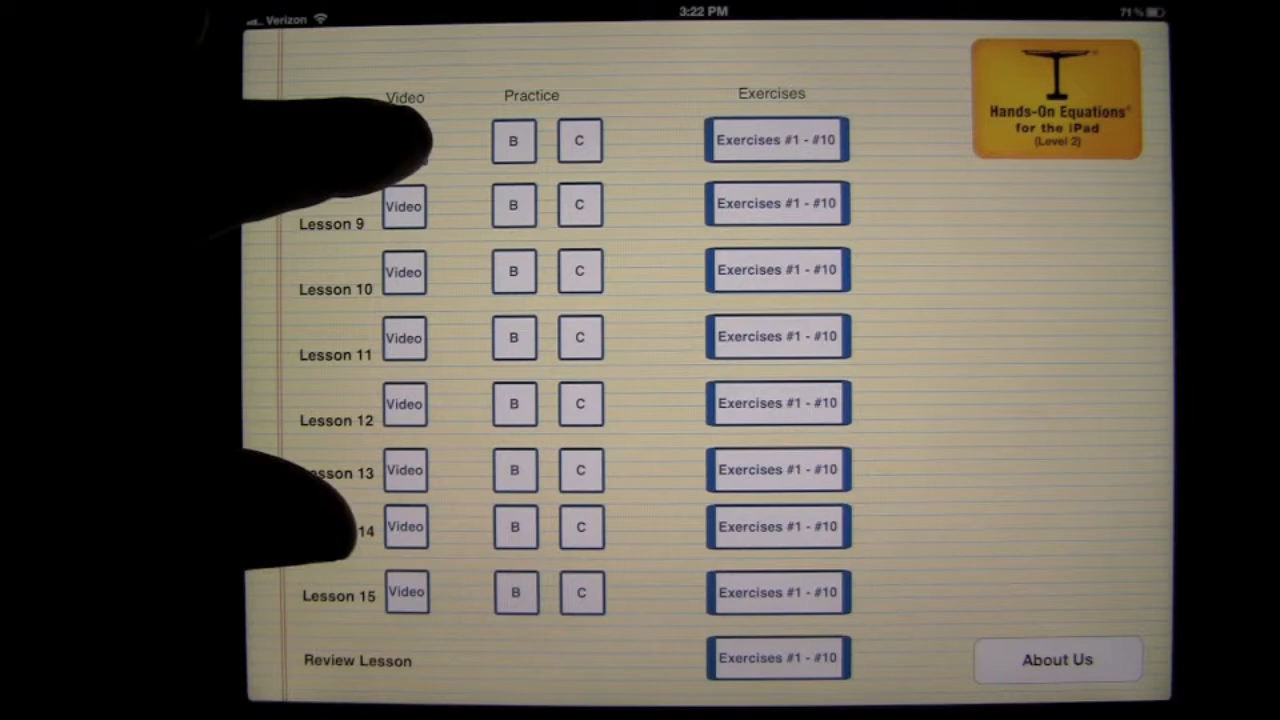 Verizon 3:22 PM 71%
Video Practice Exercises
Hands-On Equations®
for the iPad
(Level 2)
B C Exercises #1 - #10
Lesson 9 Video B C Exercises #1 - #10
Lesson 10 Video B C Exercises #1 - #10
Lesson 11 Video B C Exercises #1 - #10
Lesson 12 Video B C Exercises #1 - #10
esson 13 Video B C Exercises #1 - #10
14 Video B C Exercises #1 - #10
Lesson 15 Video B C Exercises #1 - #10
Review Lesson Exercises #1 - #10
About Us